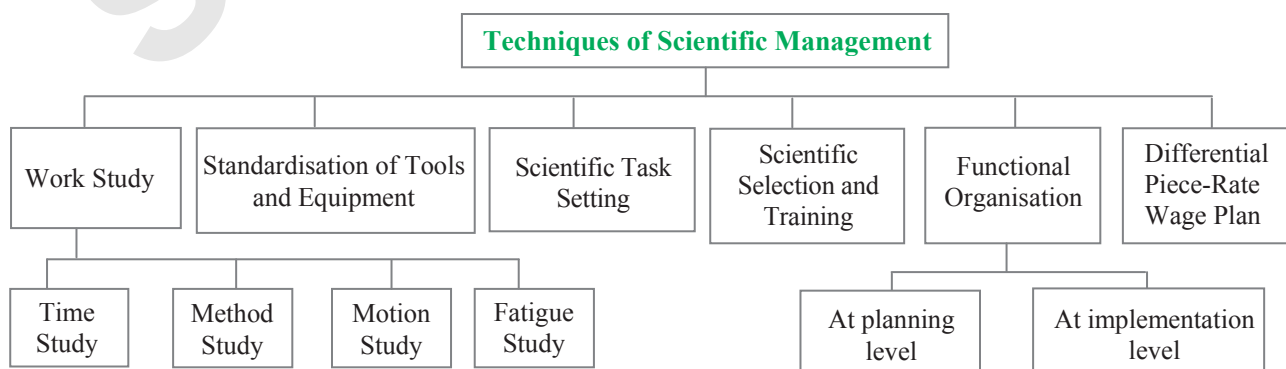 Techniques of Scientific Management
Work Study
Standardisation of Tools
and Equipment
Scientific Task
Setting
Scientific
Selection and
Training
Functional
Organisation
Differential
Piece-Rate
Wage Plan
Time
Study
Method
Study
Motion
Study
Fatigue
Study
At planning
level
At implementation
level